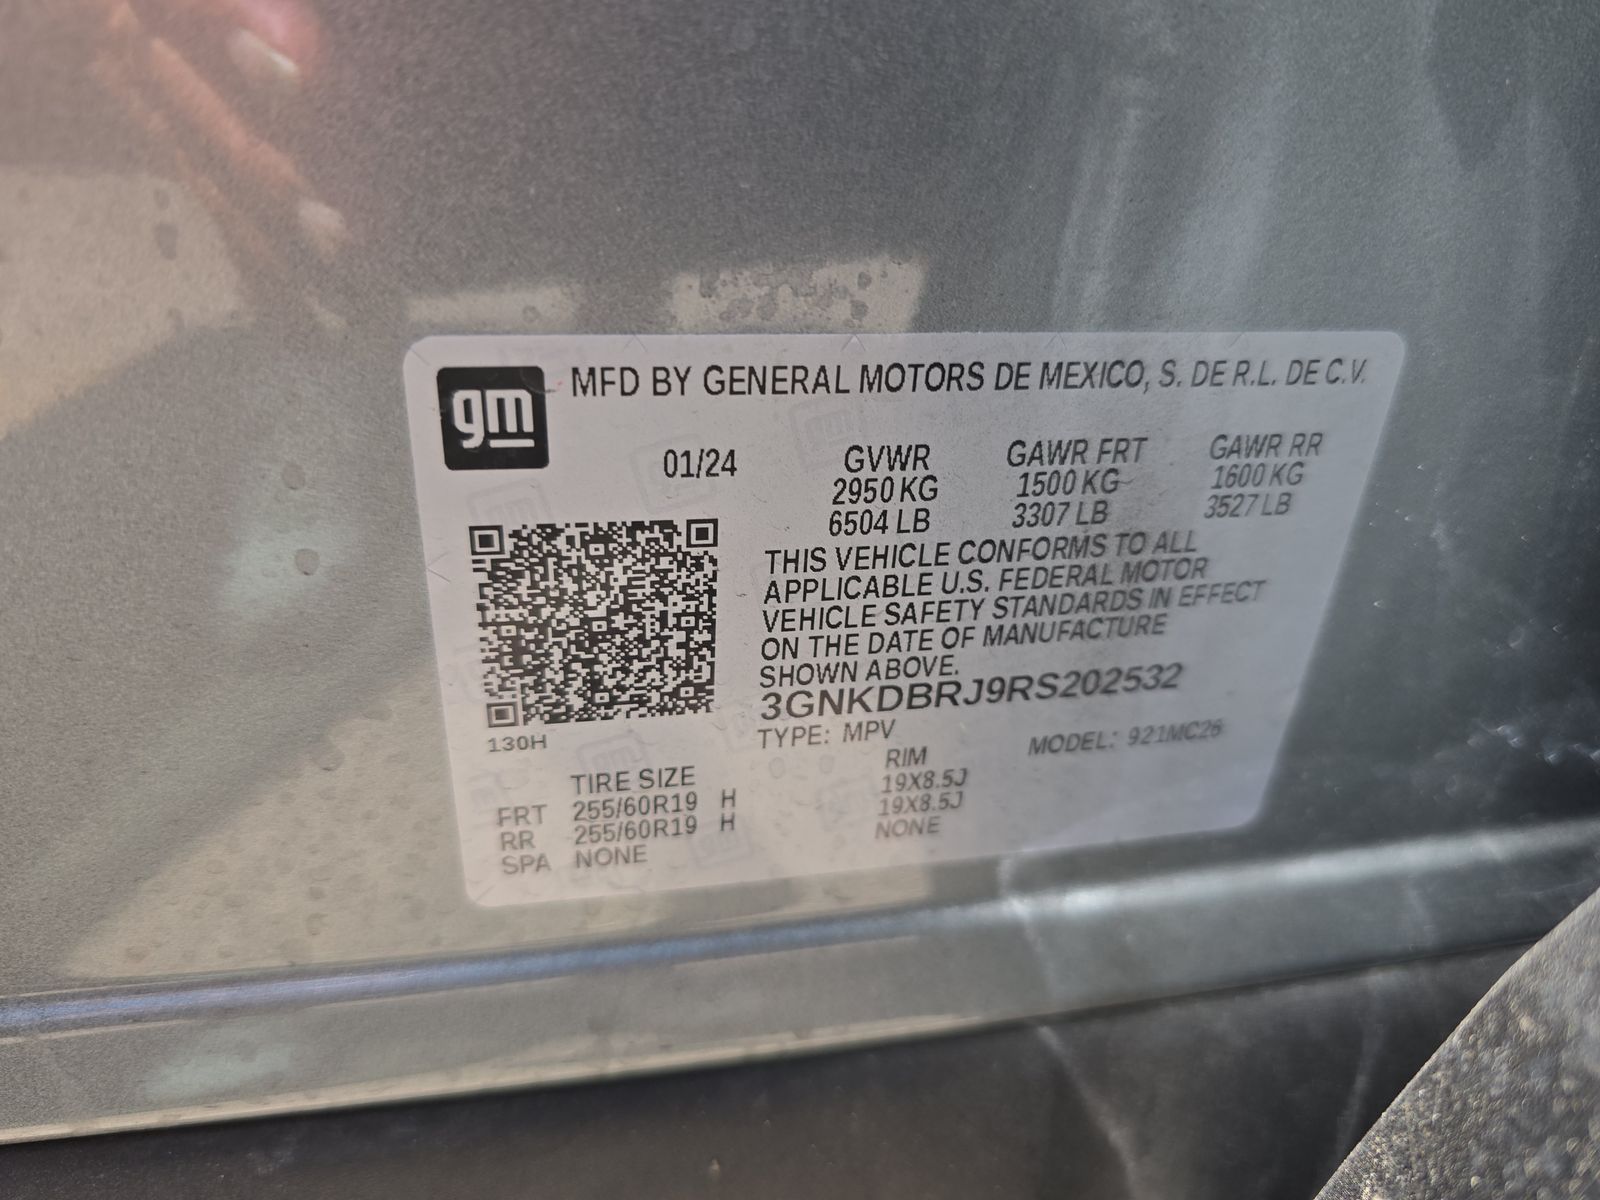 gm MFD BY GENERAL MOTORS DE MEXICO, S. DE R.L. DE C.V.
01/24 GVWR GAWR FRT GAWR RR
2950 KG 1500 KG 1600 KG
6504 LB 3307 LB 3527 LB
THIS VEHICLE CONFORMS TO ALL
APPLICABLE U.S. FEDERAL MOTOR
VEHICLE SAFETY STANDARDS IN EFFECT
ON THE DATE OF MANUFACTURE
SHOWN ABOVE.
3GNKDBRJ9RS202532
130H TYPE: MPV MODEL: 921MC26
TIRE SIZE RIM
FRT 255/60R19 H 19X8.5J
RR 255/60R19 H 19X8.5J
SPA NONE NONE